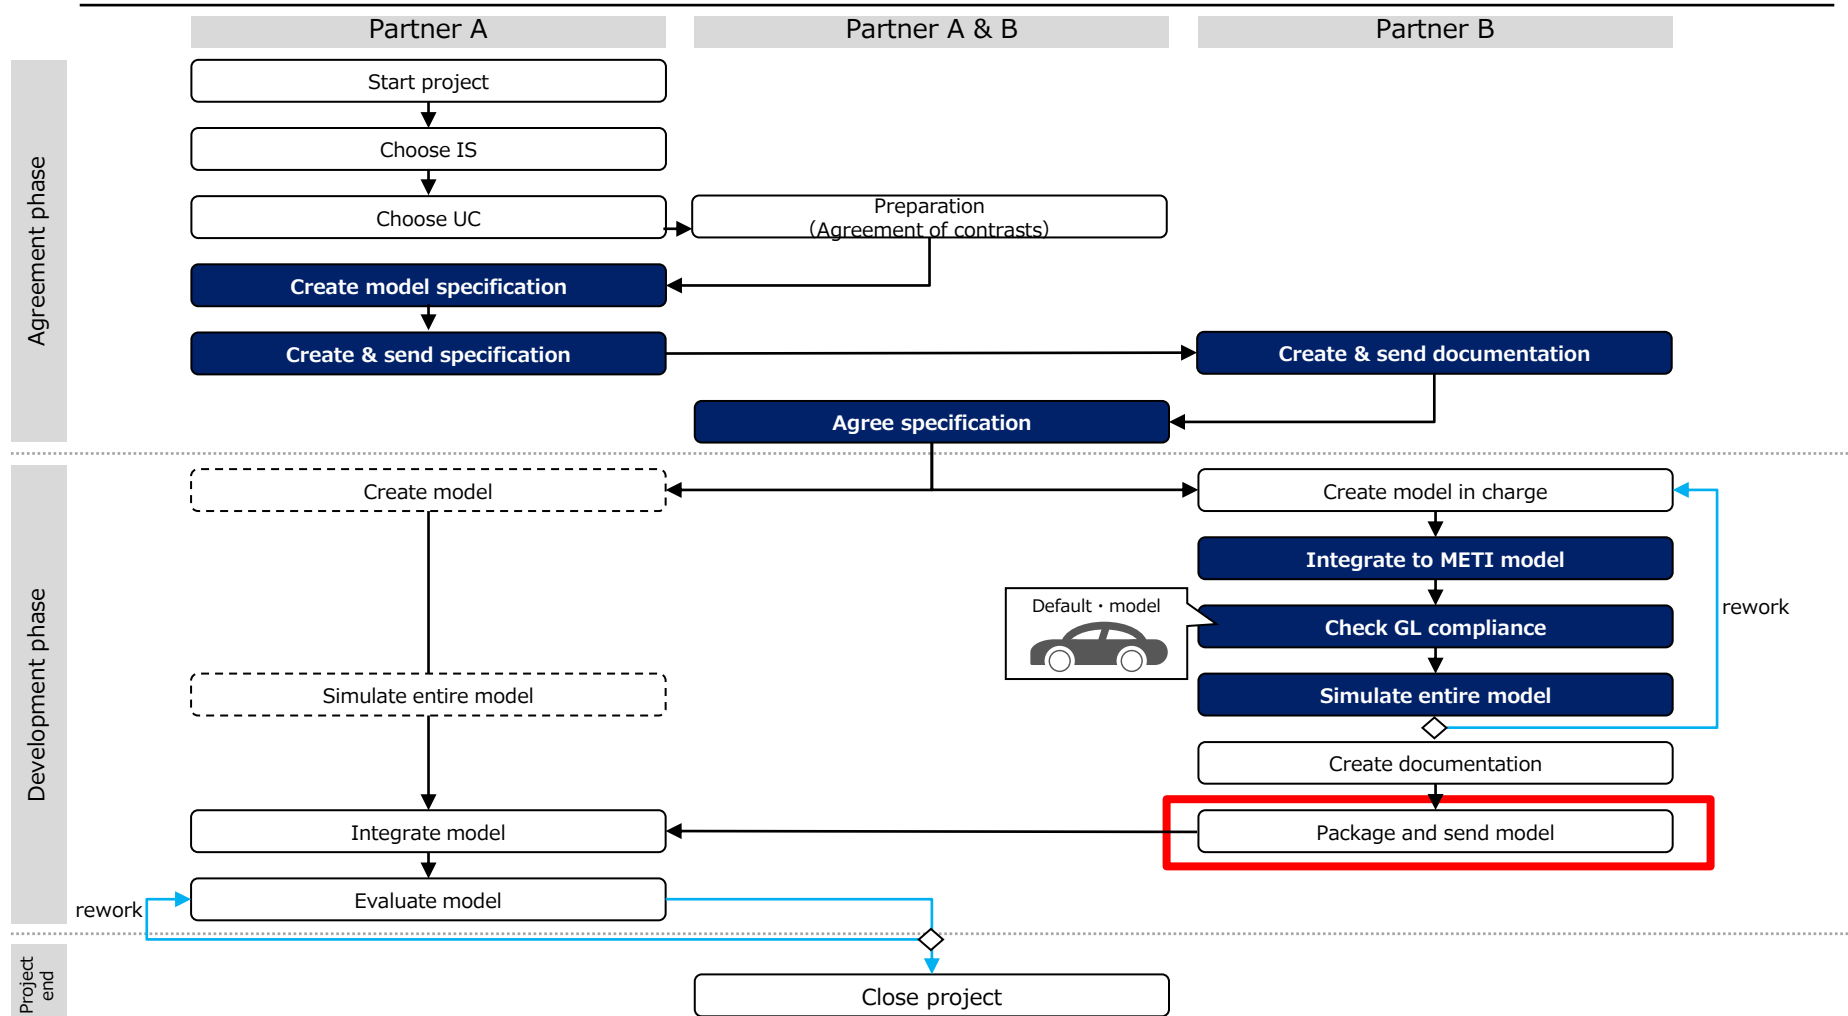 Partner A
Partner A & B
Partner B
Agreement phase
Start project
Choose IS
Choose UC
Preparation
（Agreement of contrasts）
Create model specification
Create & send specification
Create & send documentation
Agree specification
Development phase
Create model
Create model in charge
Integrate to METI model
Default・model
Check GL compliance
rework
Simulate entire model
Simulate entire model
Create documentation
Integrate model
Package and send model
Evaluate model
rework
Project
end
Close project